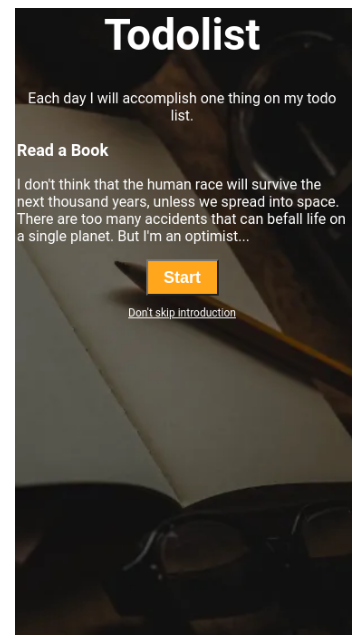 Todolist
Each day I will accomplish one thing on my todo
list.
Read a Book
I don't think that the human race will survive the
next thousand years, unless we spread into space.
There are too many accidents that can befall life on
a single planet. But I'm an optimist...
Start
Don't skip introduction